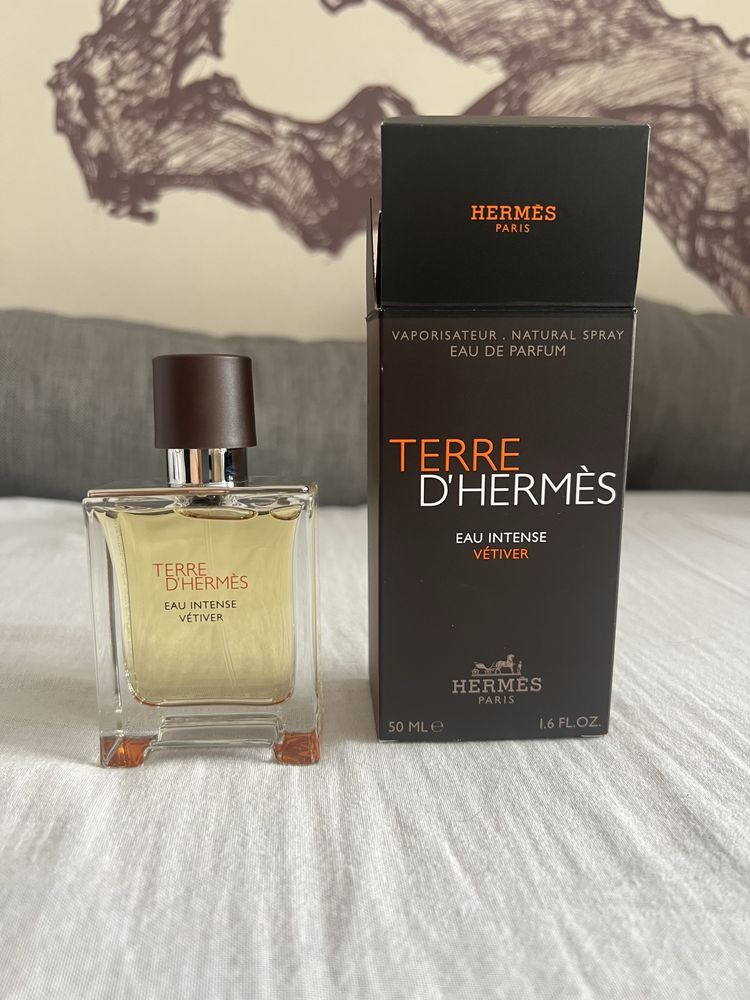 HERMÈS
PARIS
VAPORISATEUR . NATURAL SPRAY
EAU DE PARFUM
TERRE
D'HERMÈS
EAU INTENSE
VÉTIVER
HERMÈS
PARIS
50 ML e
1.6 FL.OZ.
TERRE
D'HERMÈS
EAU INTENSE
VÉTIVER